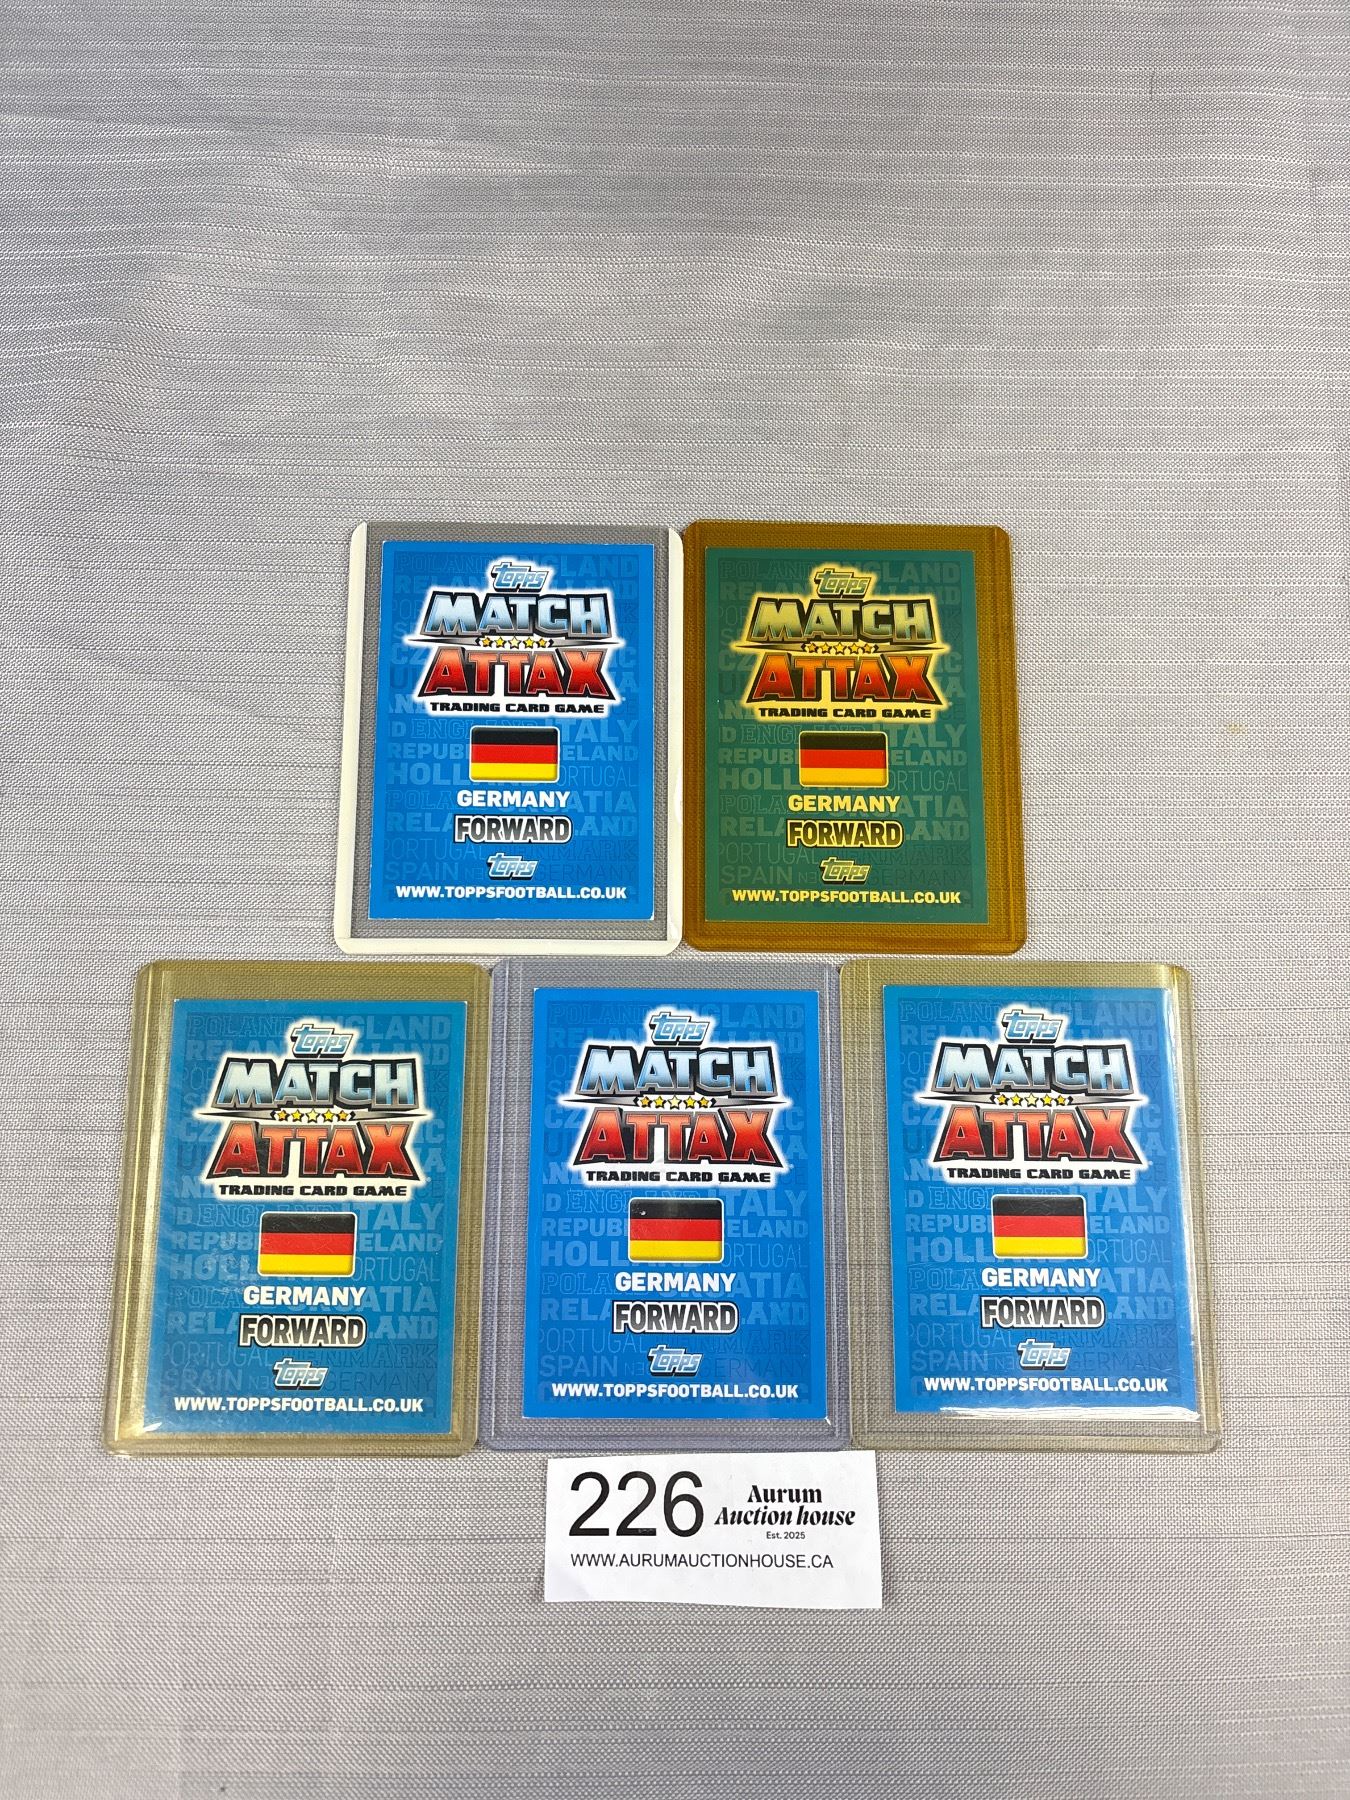 topps
MATCH
ATTAX
TRADING CARD GAME
GERMANY
FORWARD
topps
WWW.TOPPSFOOTBALL.CO.UK
topps
MATCH
ATTAX
TRADING CARD GAME
GERMANY
FORWARD
topps
WWW.TOPPSFOOTBALL.CO.UK
topps
MATCH
ATTAX
TRADING CARD GAME
GERMANY
FORWARD
topps
WWW.TOPPSFOOTBALL.CO.UK
topps
MATCH
ATTAX
TRADING CARD GAME
GERMANY
FORWARD
topps
WWW.TOPPSFOOTBALL.CO.UK
topps
MATCH
ATTAX
TRADING CARD GAME
GERMANY
FORWARD
topps
WWW.TOPPSFOOTBALL.CO.UK
226 Aurum
Auction house
Est. 2025
WWW.AURUMAUCTIONHOUSE.CA